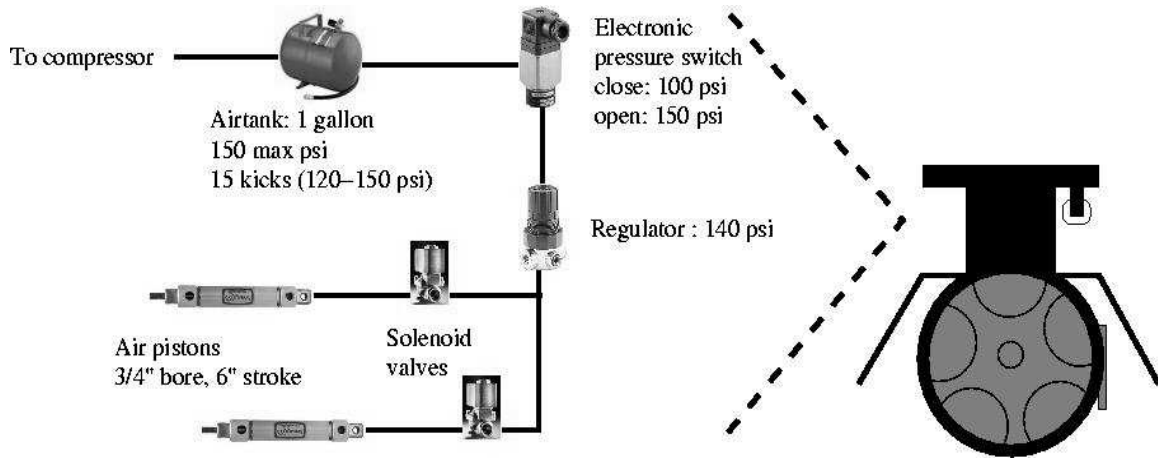 To compressor
Airtank: 1 gallon
150 max psi
15 kicks (120–150 psi)
Electronic
pressure switch
close: 100 psi
open: 150 psi
Regulator : 140 psi
Solenoid
valves
Air pistons
3/4" bore, 6" stroke